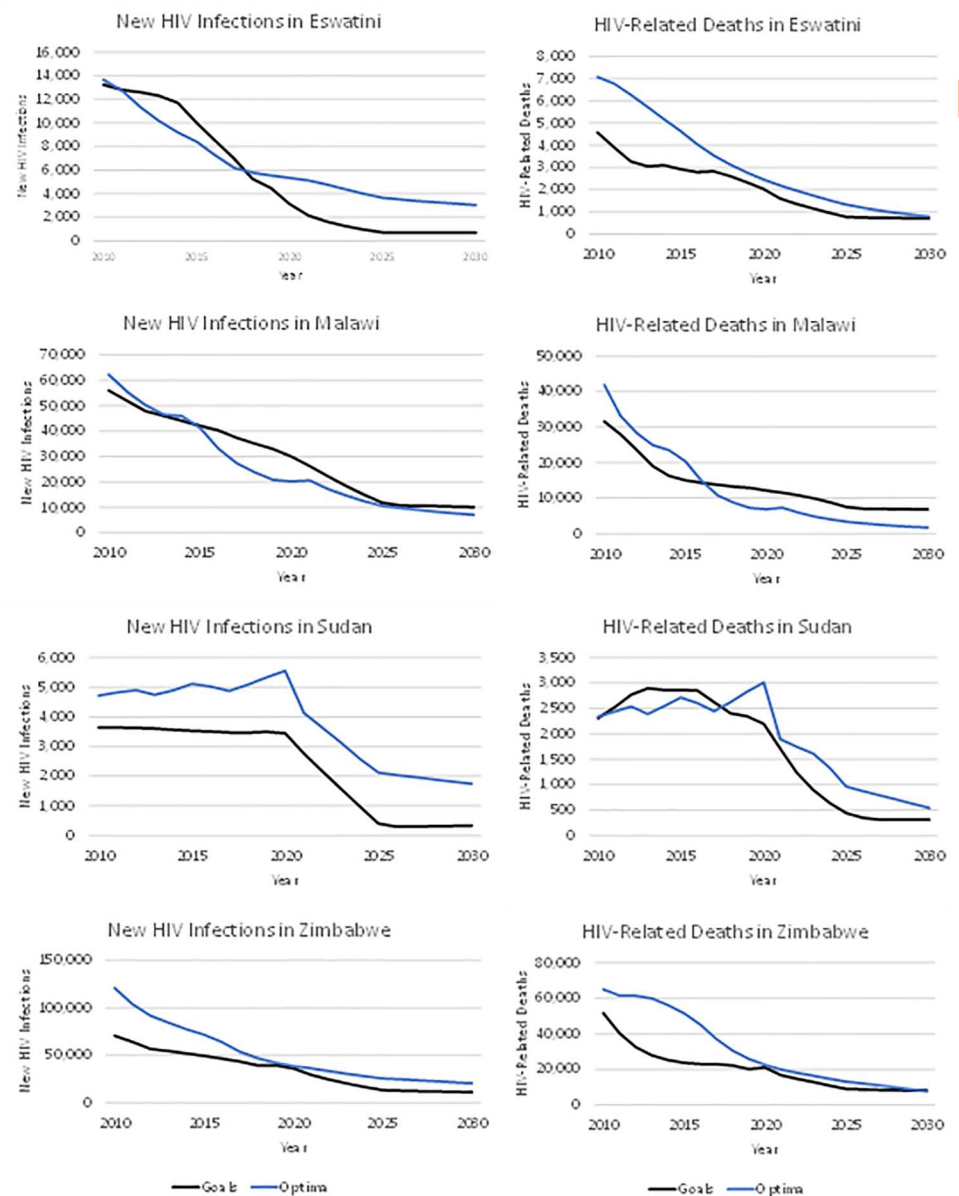 New HIV Infections in Eswatini
New HIV Infections
16,000
14,000
12,000
10,000
8,000
6,000
4,000
2,000
0
2010 2015 2020 2025 2030
Year
HIV-Related Deaths in Eswatini
HIV-Related Deaths
8,000
7,000
6,000
5,000
4,000
3,000
2,000
1,000
0
2010 2015 2020 2025 2030
Year
New HIV Infections in Malawi
New HIV Infections
70,000
60,000
50,000
40,000
30,000
20,000
10,000
0
2010 2015 2020 2025 2030
Year
HIV-Related Deaths in Malawi
HIV-Related Deaths
50,000
40,000
30,000
20,000
10,000
0
2010 2015 2020 2025 2030
Year
New HIV Infections in Sudan
New HIV Infections
6,000
5,000
4,000
3,000
2,000
1,000
0
2010 2015 2020 2025 2030
Year
HIV-Related Deaths in Sudan
HIV-Related Deaths
3,500
3,000
2,500
2,000
1,500
1,000
500
0
2010 2015 2020 2025 2030
Year
New HIV Infections in Zimbabwe
New HIV Infections
150,000
100,000
50,000
0
2010 2015 2020 2025 2030
Year
Goals Optima
HIV-Related Deaths in Zimbabwe
HIV-Related Deaths
80,000
60,000
40,000
20,000
0
2010 2015 2020 2025 2030
Year
Goals Optima